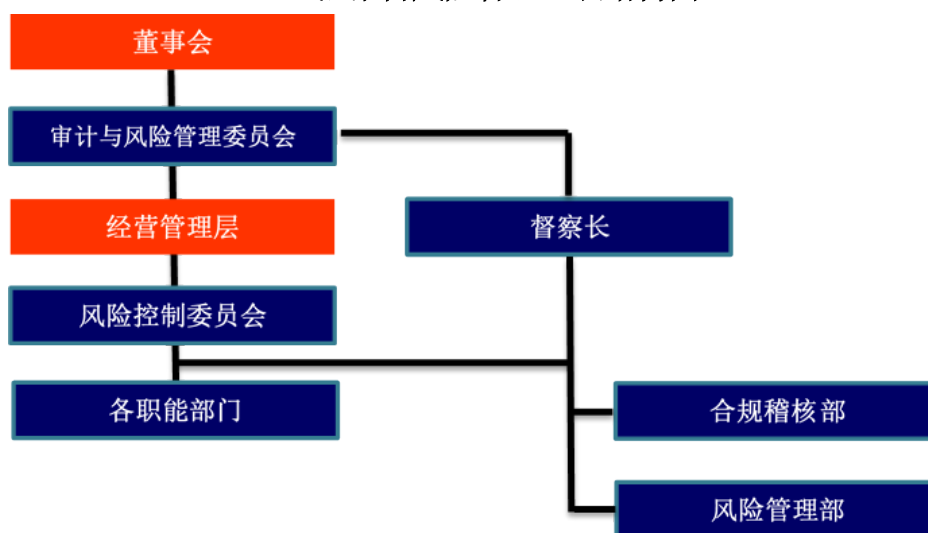 董事会
审计与风险管理委员会
经营管理层
督察长
风险控制委员会
各职能部门
合规稽核部
风险管理部